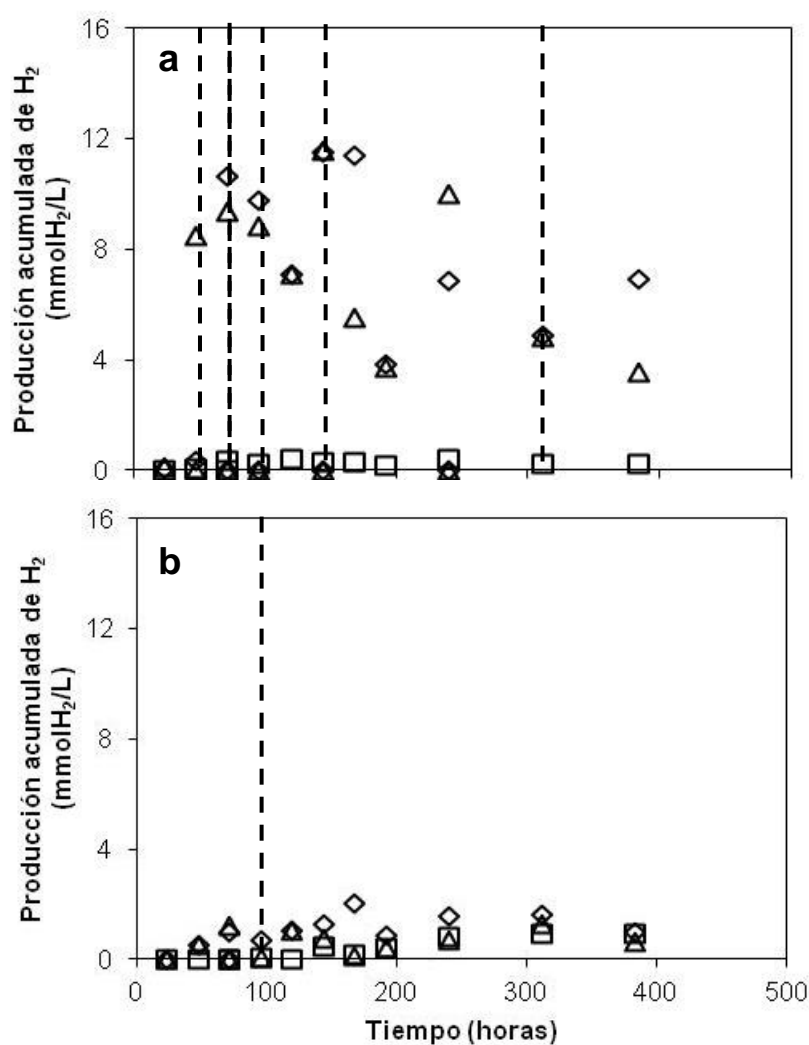 a
Producción acumulada de H₂
(mmolH₂/L)
16
12
8
4
0
b
Producción acumulada de H₂
(mmolH₂/L)
16
12
8
4
0
0 100 200 300 400 500
Tiempo (horas)